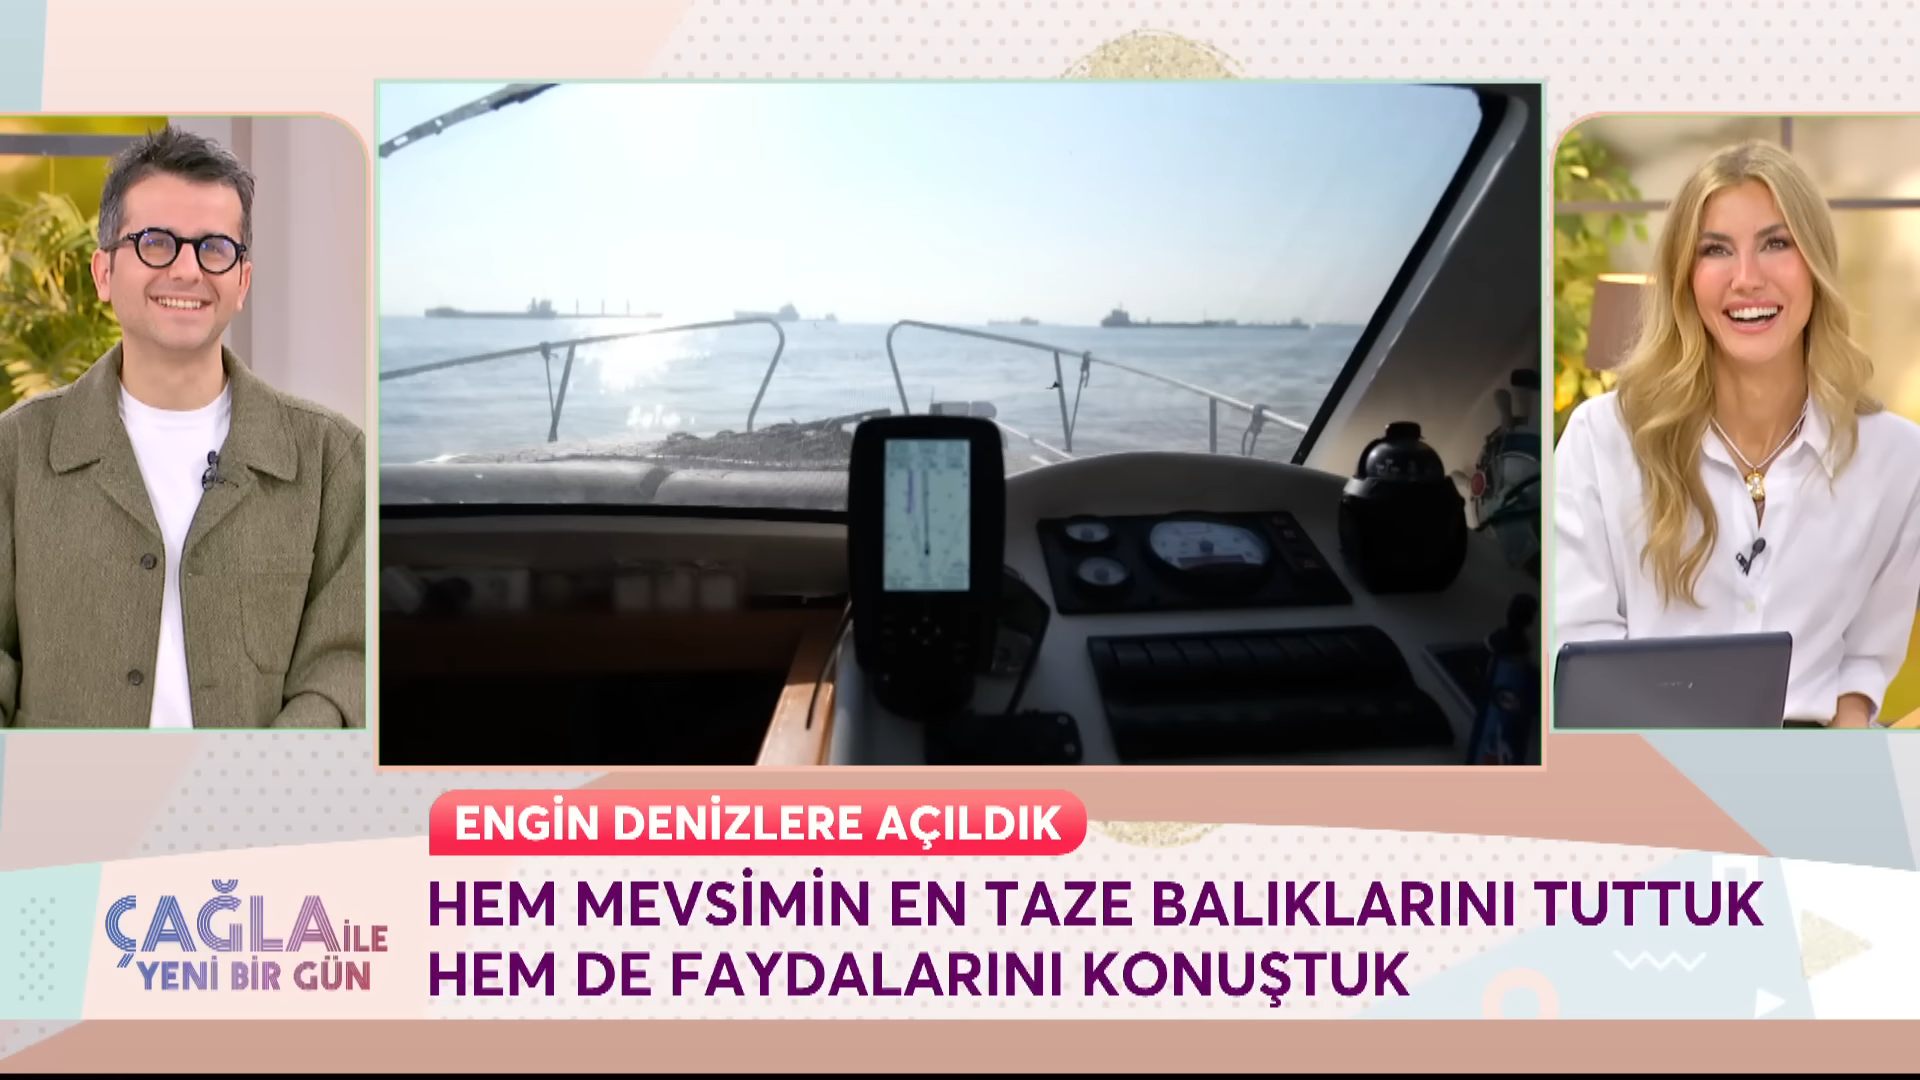 ENGİN DENİZLERE AÇILDIK
HEM MEVSİMİN EN TAZE BALIKLARINI TUTTUK
HEM DE FAYDALARINI KONUŞTUK
ÇAĞLA İLE
YENİ BİR GÜN